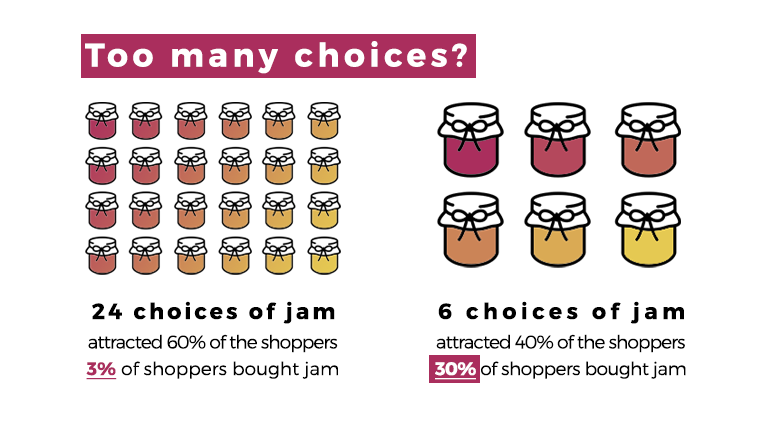 Too many choices?
24 choices of jam
attracted 60% of the shoppers
3% of shoppers bought jam
6 choices of jam
attracted 40% of the shoppers
30% of shoppers bought jam